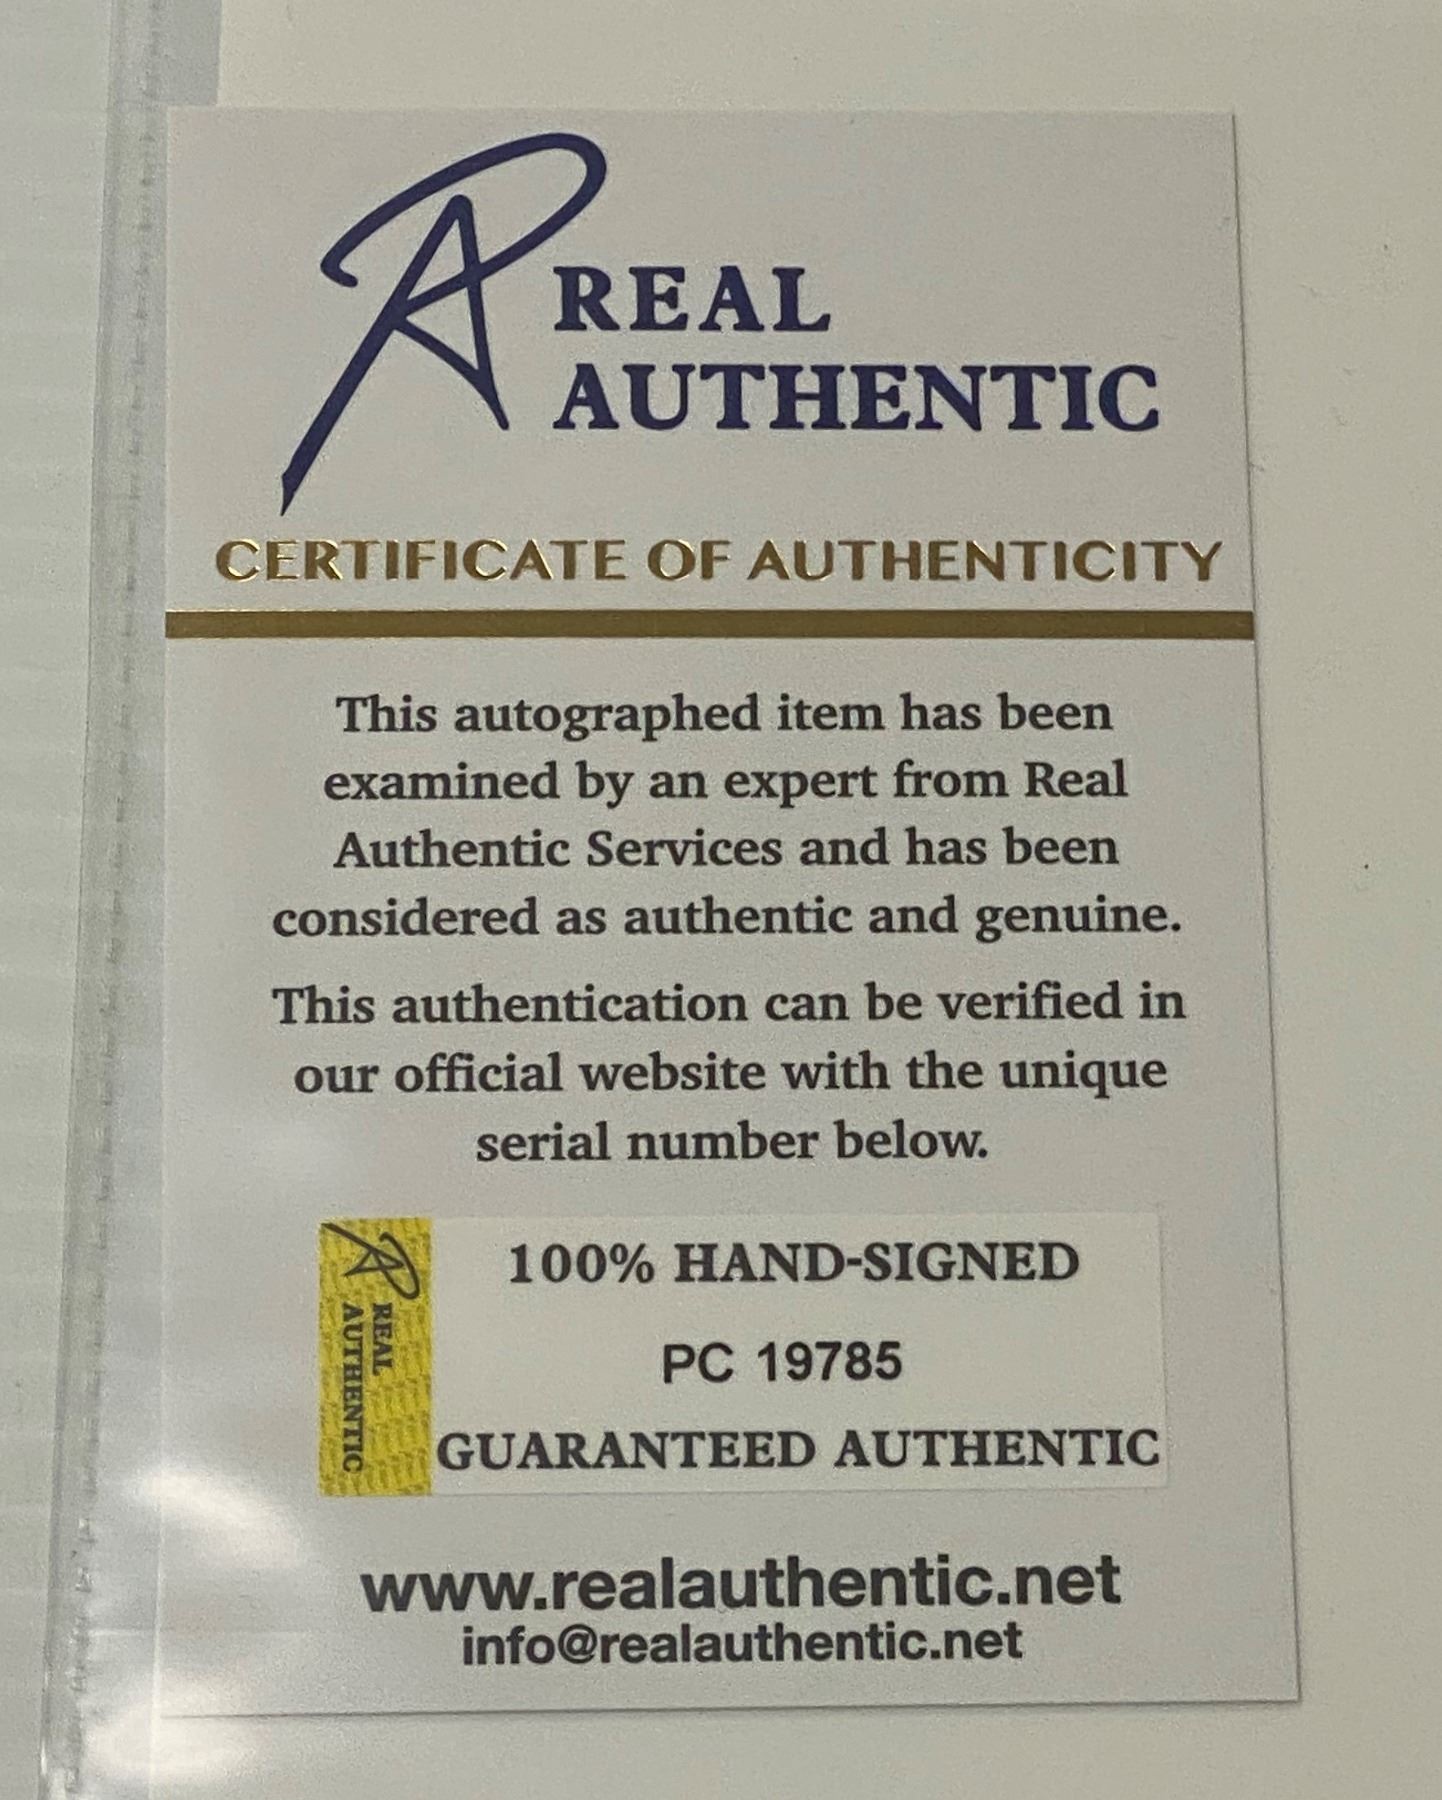 REAL
AUTHENTIC
CERTIFICATE OF AUTHENTICITY
This autographed item has been
examined by an expert from Real
Authentic Services and has been
considered as authentic and genuine.
This authentication can be verified in
our official website with the unique
serial number below.
REAL
AUTHENTIC
100% HAND-SIGNED
PC 19785
GUARANTEED AUTHENTIC
www.realauthentic.net
info@realauthentic.net